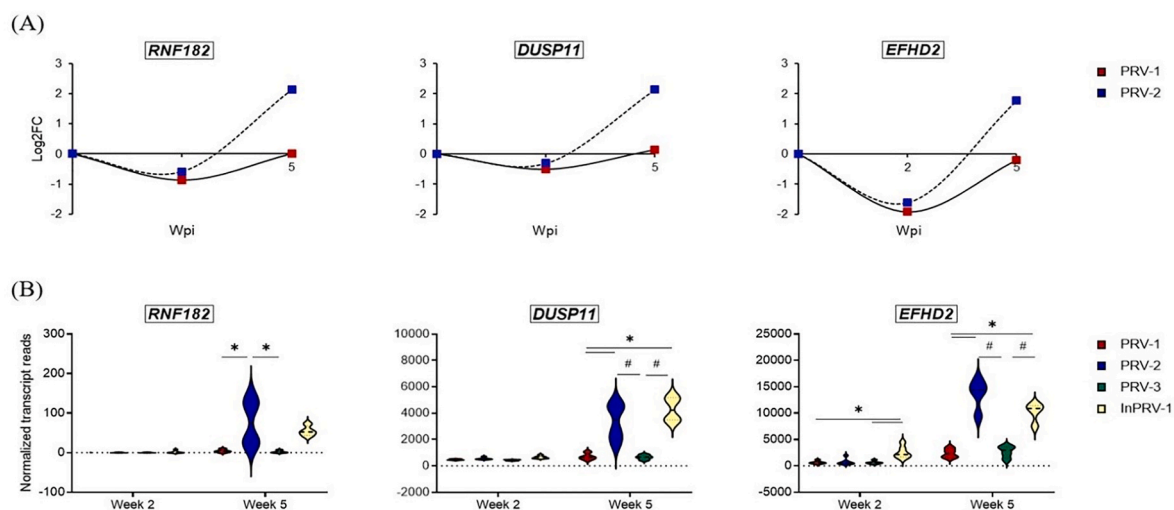 (A)
RNF182
DUSP11
EFHD2
Log2FC
3
2
1
0
-1
-2
5
Wpi
3
2
1
0
-1
-2
5
Wpi
3
2
1
0
-1
-2
2
5
Wpi
PRV-1
PRV-2
(B)
RNF182
DUSP11
EFHD2
Normalized transcript reads
300
200
100
0
-100
* *
Week 2 Week 5
10000
8000
6000
4000
2000
0
-2000
*
# #
Week 2 Week 5
25000
20000
15000
10000
5000
0
-5000
*
*
# #
Week 2 Week 5
PRV-1
PRV-2
PRV-3
InPRV-1